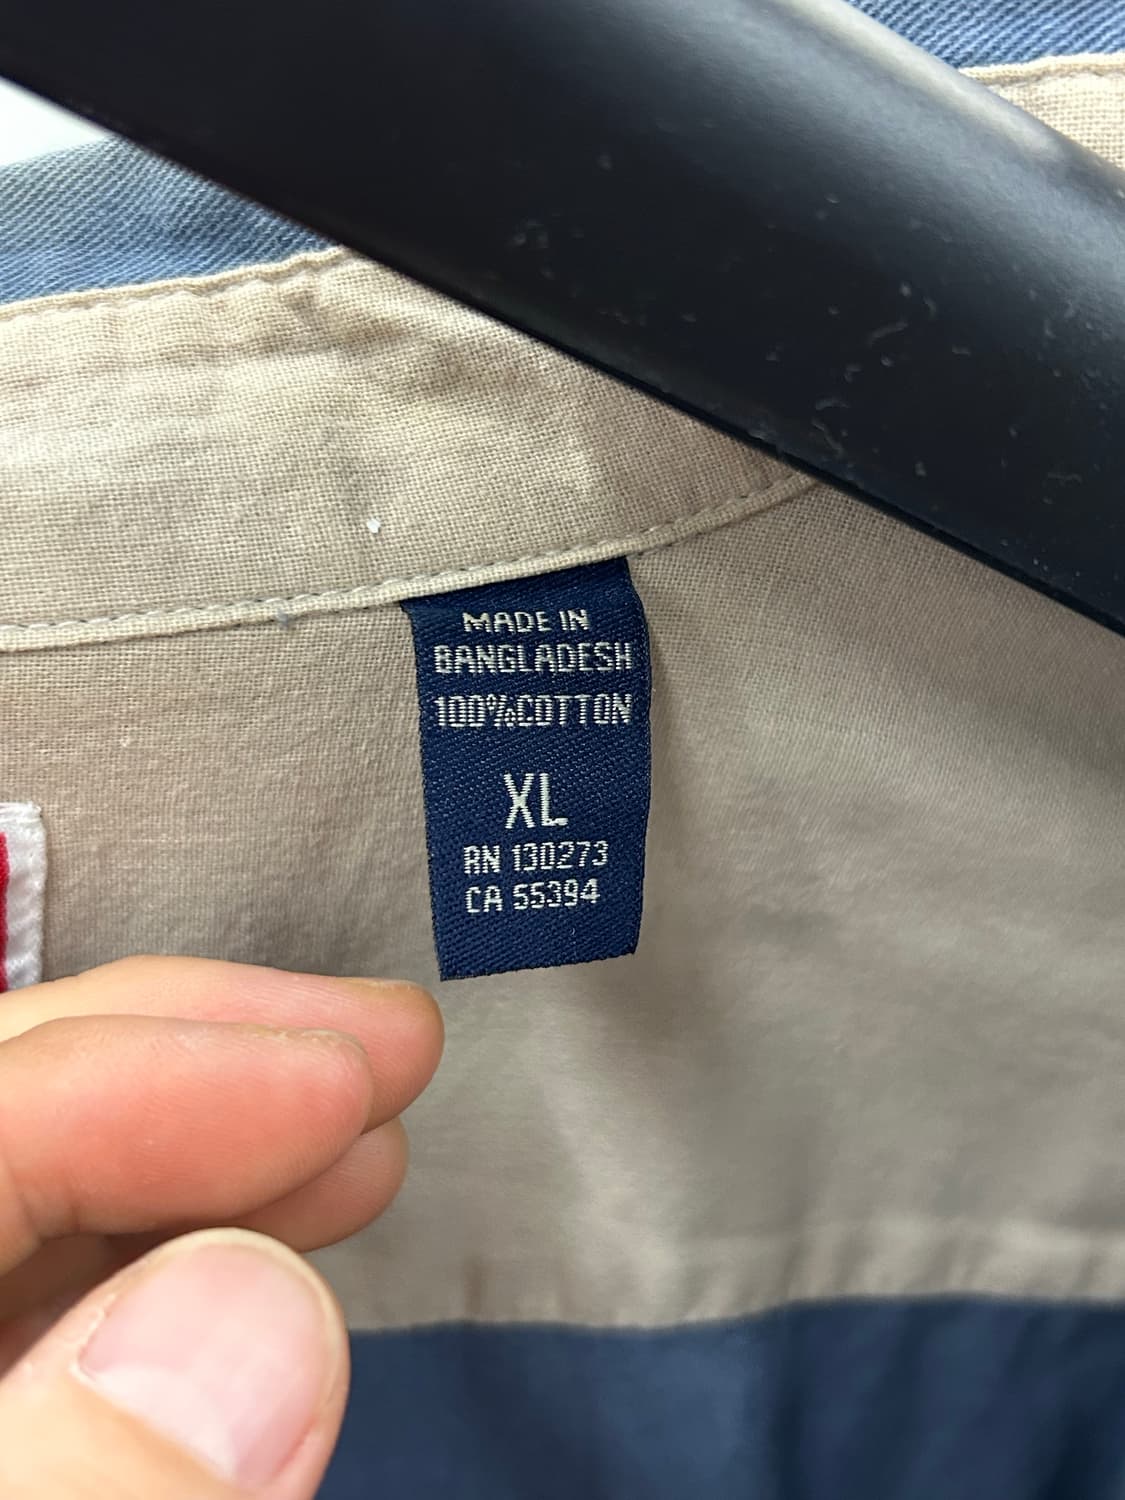 MADE IN
BANGLADESH
100%COTTON
XL
RN 130273
CA 55394